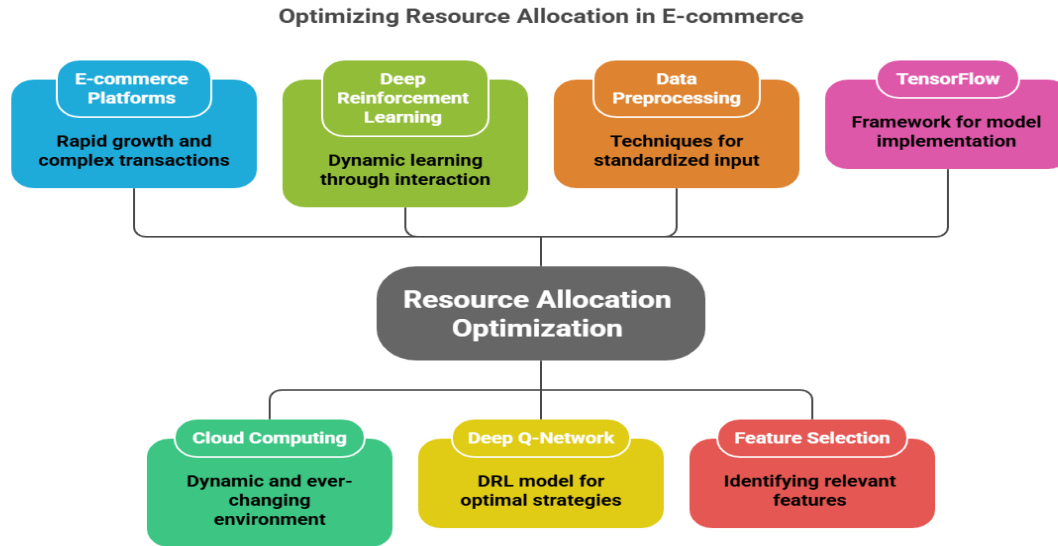 Optimizing Resource Allocation in E-commerce
E-commerce
Platforms
Rapid growth and
complex transactions
Deep
Reinforcement
Learning
Dynamic learning
through interaction
Data
Preprocessing
Techniques for
standardized input
TensorFlow
Framework for model
implementation
Resource Allocation
Optimization
Cloud Computing
Dynamic and ever-
changing
environment
Deep Q-Network
DRL model for
optimal strategies
Feature Selection
Identifying relevant
features